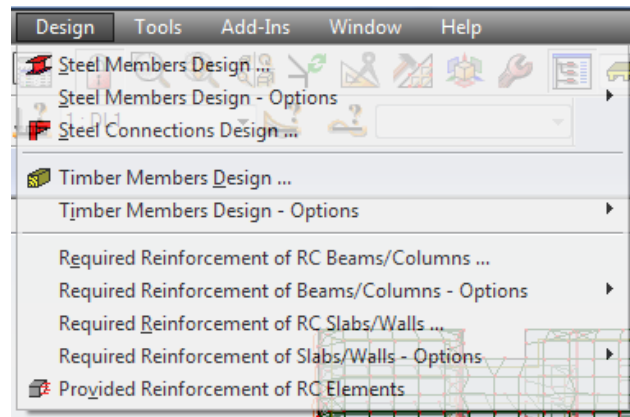 Design Tools Add-Ins Window Help
Steel Members Design ...
Steel Members Design - Options
1 : DL1
Steel Connections Design ...
Timber Members Design ...
Timber Members Design - Options
Required Reinforcement of RC Beams/Columns ...
Required Reinforcement of Beams/Columns - Options
Required Reinforcement of RC Slabs/Walls ...
Required Reinforcement of Slabs/Walls - Options
Provided Reinforcement of RC Elements